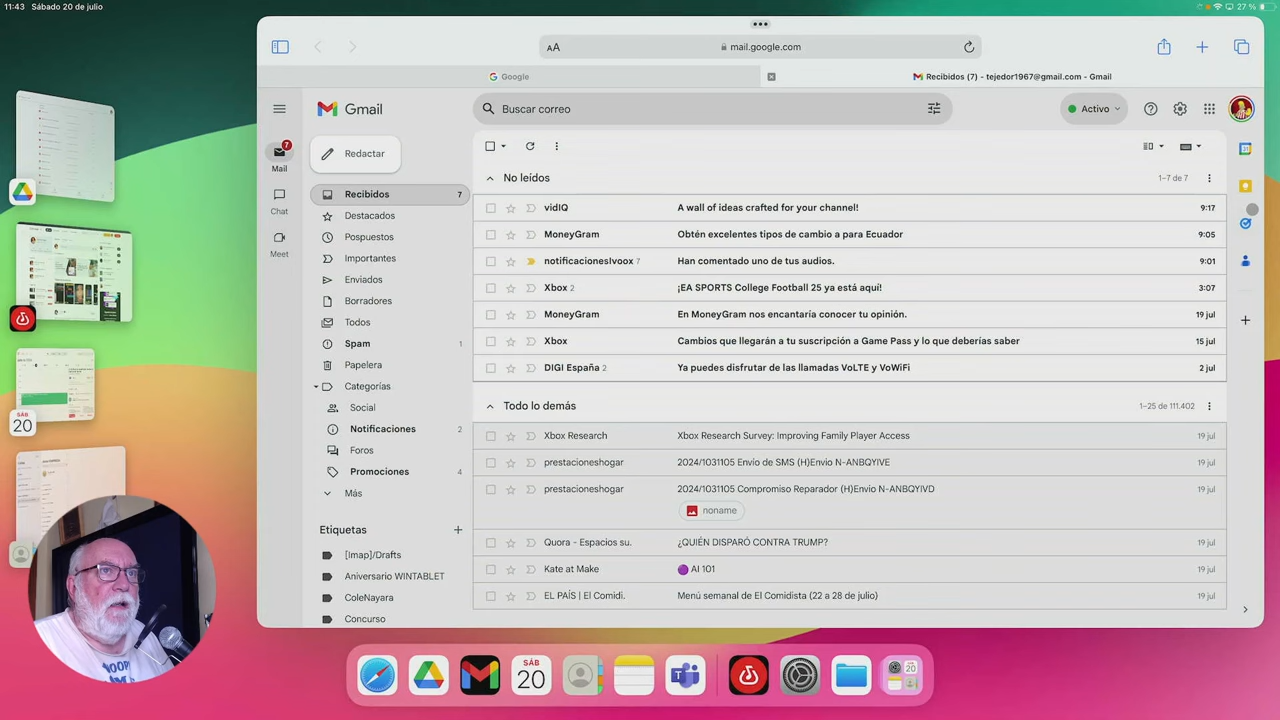 11:43 Sábado 20 de julio
27 %
AA
mail.google.com
Google
Recibidos (7) - tejedor1967@gmail.com - Gmail
Gmail
Buscar correo
Activo
7
Mail
Chat
Meet
Redactar
Recibidos 7
Destacados
Pospuestos
Importantes
Enviados
Borradores
Todos
Spam 1
Papelera
Categorías
Social
Notificaciones 2
Foros
Promociones 4
Más
Etiquetas
[Imap]/Drafts
Aniversario WINTABLET
ColeNayara
Concurso
No leídos 1–7 de 7
vidIQ A wall of ideas crafted for your channel! 9:17
MoneyGram Obtén excelentes tipos de cambio a para Ecuador 9:05
notificacionesIvoox 7 Han comentado uno de tus audios. 9:01
Xbox 2 ¡EA SPORTS College Football 25 ya está aquí! 3:07
MoneyGram En MoneyGram nos encantaría conocer tu opinión. 19 jul
Xbox Cambios que llegarán a tu suscripción a Game Pass y lo que deberías saber 15 jul
DIGI España 2 Ya puedes disfrutar de las llamadas VoLTE y VoWiFi 2 jul
Todo lo demás 1–25 de 111.402
Xbox Research Xbox Research Survey: Improving Family Player Access 19 jul
prestacioneshogar 2024/1031105 Envio de SMS (H)Envio N-ANBQYIVE 19 jul
prestacioneshogar 2024/1031105 Compromiso Reparador (H)Envio N-ANBQYIVD 19 jul
noname
Quora - Espacios su. ¿QUIÉN DISPARÓ CONTRA TRUMP? 19 jul
Kate at Make AI 101 19 jul
EL PAÍS | El Comidi. Menú semanal de El Comidista (22 a 28 de julio) 19 jul
SÁB
20
SÁB
20
20